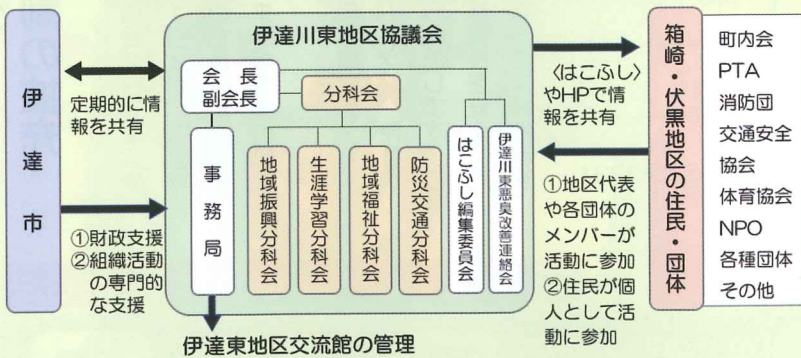 伊達市
定期的に情
報を共有
①財政支援
②組織活動
の専門的
な支援
伊達川東地区協議会
会　長
副会長
分科会
事務局
地域振興分科会
生涯学習分科会
地域福祉分科会
防災交通分科会
はこふし編集委員会
伊達川東悪臭改善連絡会
伊達東地区交流館の管理
〈はこふし〉
やHPで情
報を共有
①地区代表
や各団体の
メンバーが
活動に参加
②住民が個
人として活
動に参加
箱崎・伏黒地区の住民・団体
町内会
PTA
消防団
交通安全
協会
体育協会
NPO
各種団体
その他